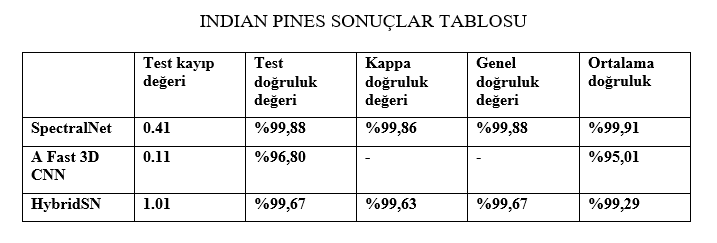 INDIAN PINES SONUÇLAR TABLOSU
Test kayıp değeri Test doğruluk değeri Kappa doğruluk değeri Genel doğruluk değeri Ortalama doğruluk
SpectralNet 0.41 %99,88 %99,86 %99,88 %99,91
A Fast 3D CNN 0.11 %96,80 - - %95,01
HybridSN 1.01 %99,67 %99,63 %99,67 %99,29